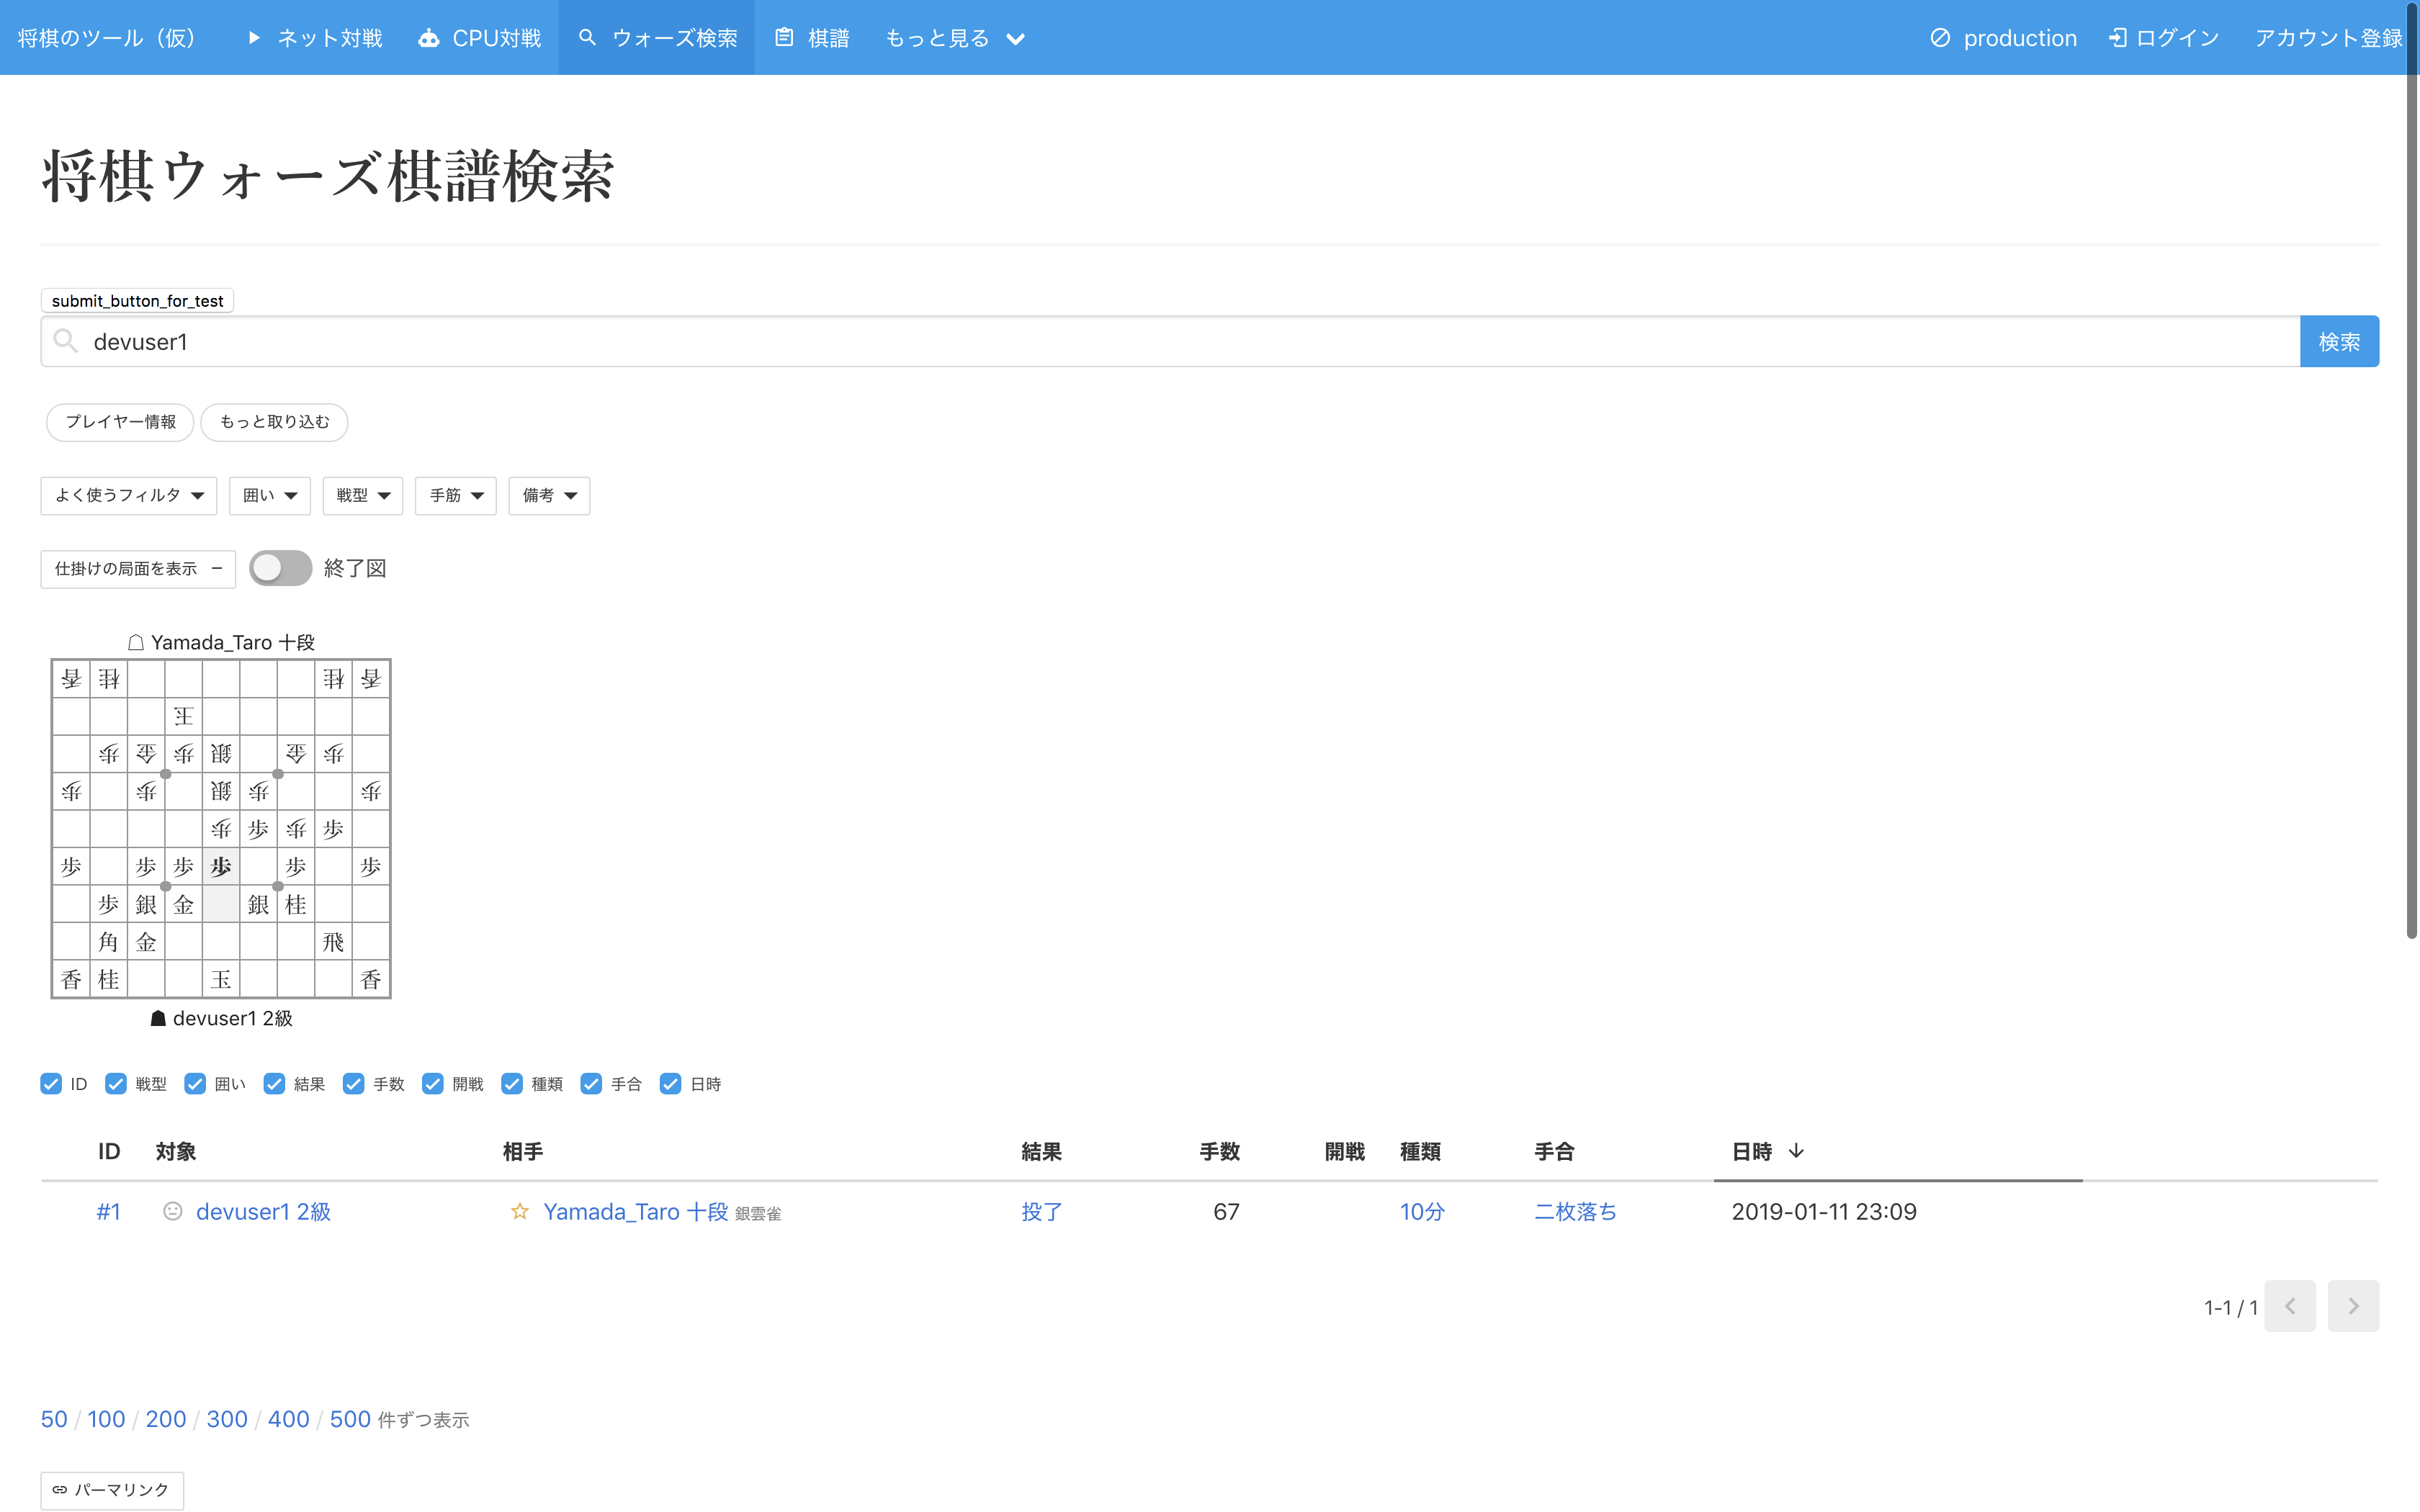 将棋のツール（仮） ネット対戦 CPU対戦 ウォーズ検索 棋譜 もっと見る production ログイン アカウント登録
将棋ウォーズ棋譜検索
submit_button_for_test
devuser1 検索
プレイヤー情報 もっと取り込む
よく使うフィルタ 囲い 戦型 手筋 備考
仕掛けの局面を表示 終了図
☖ Yamada_Taro 十段
香 桂 桂 香
王
歩 金 歩 銀 金 歩
歩 歩 銀 歩 歩
歩 歩 歩 歩
歩 歩 歩 歩 歩 歩
歩 銀 金 銀 桂
角 金 飛
香 桂 玉 香
☗ devuser1 2級
ID 戦型 囲い 結果 手数 開戦 種類 手合 日時
ID 対象 相手 結果 手数 開戦 種類 手合 日時 ↓
#1 devuser1 2級 Yamada_Taro 十段 銀雲雀 投了 67 10分 二枚落ち 2019-01-11 23:09
1-1 / 1
50 / 100 / 200 / 300 / 400 / 500 件ずつ表示
パーマリンク